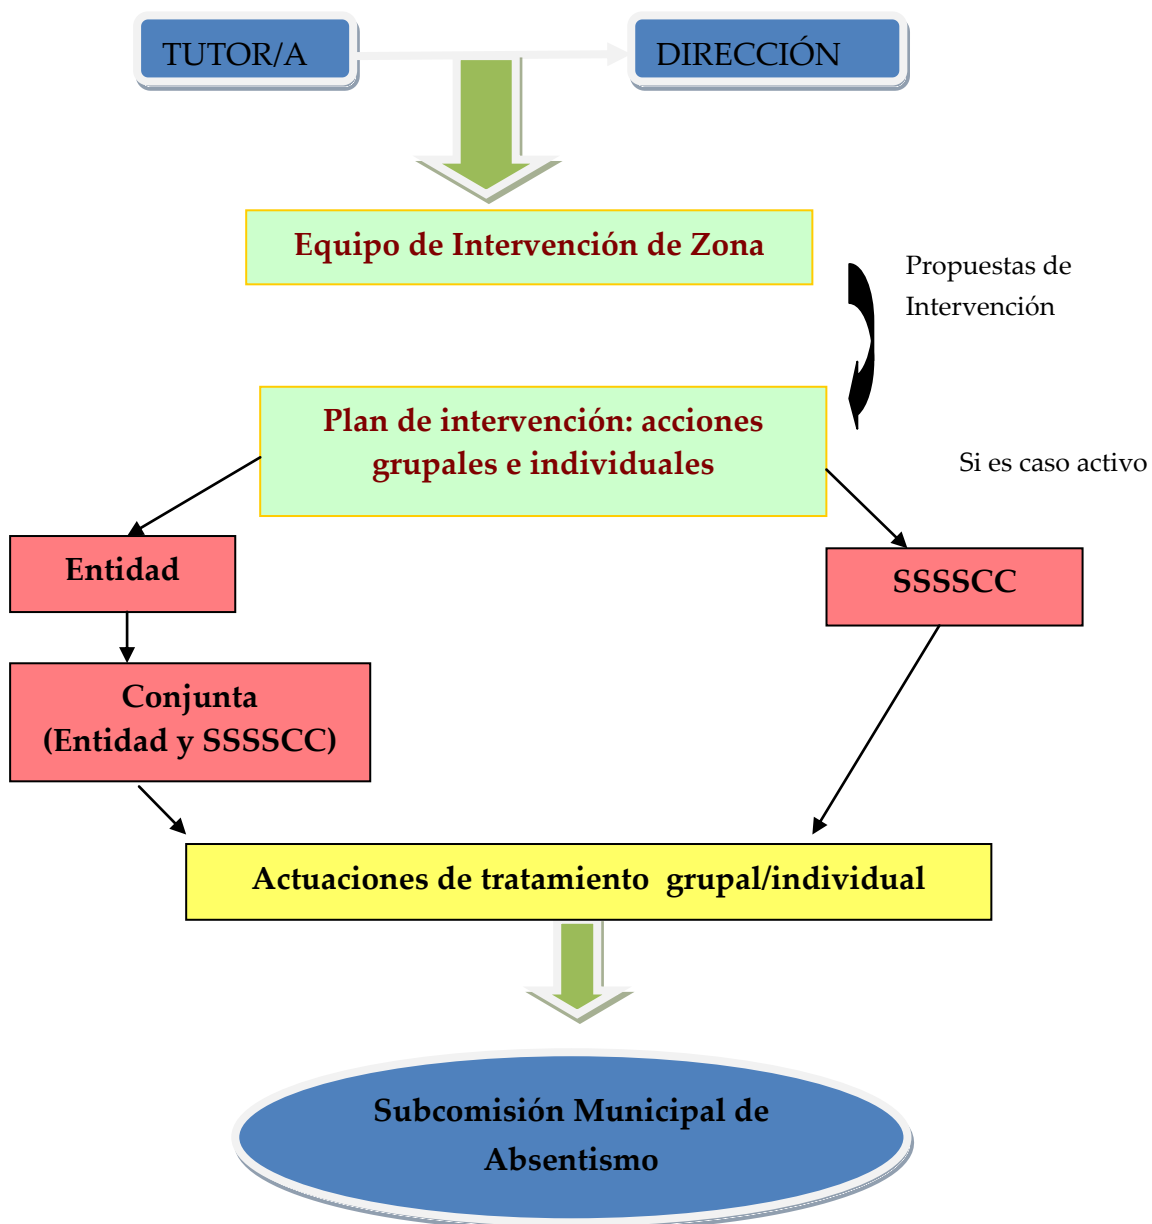 TUTOR/A
DIRECCIÓN
Equipo de Intervención de Zona
Propuestas de
Intervención
Plan de intervención: acciones
grupales e individuales
Si es caso activo
Entidad
SSSSCC
Conjunta
(Entidad y SSSSCC)
Actuaciones de tratamiento grupal/individual
Subcomisión Municipal de
Absentismo